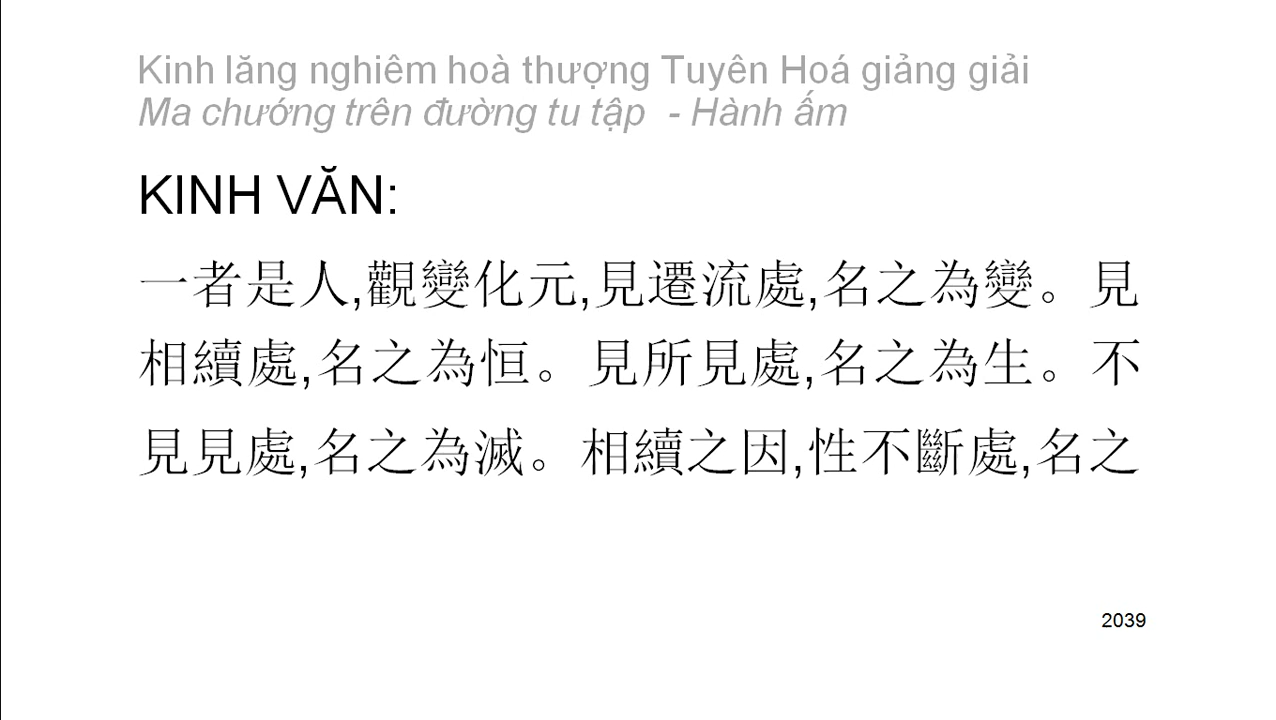 Kinh lăng nghiêm hoà thượng Tuyên Hoá giảng giải
Ma chướng trên đường tu tập - Hành ấm
KINH VĂN:
一者是人,觀變化元,見遷流處,名之為變。見
相續處,名之為恒。見所見處,名之為生。不
見見處,名之為滅。相續之因,性不斷處,名之
2039